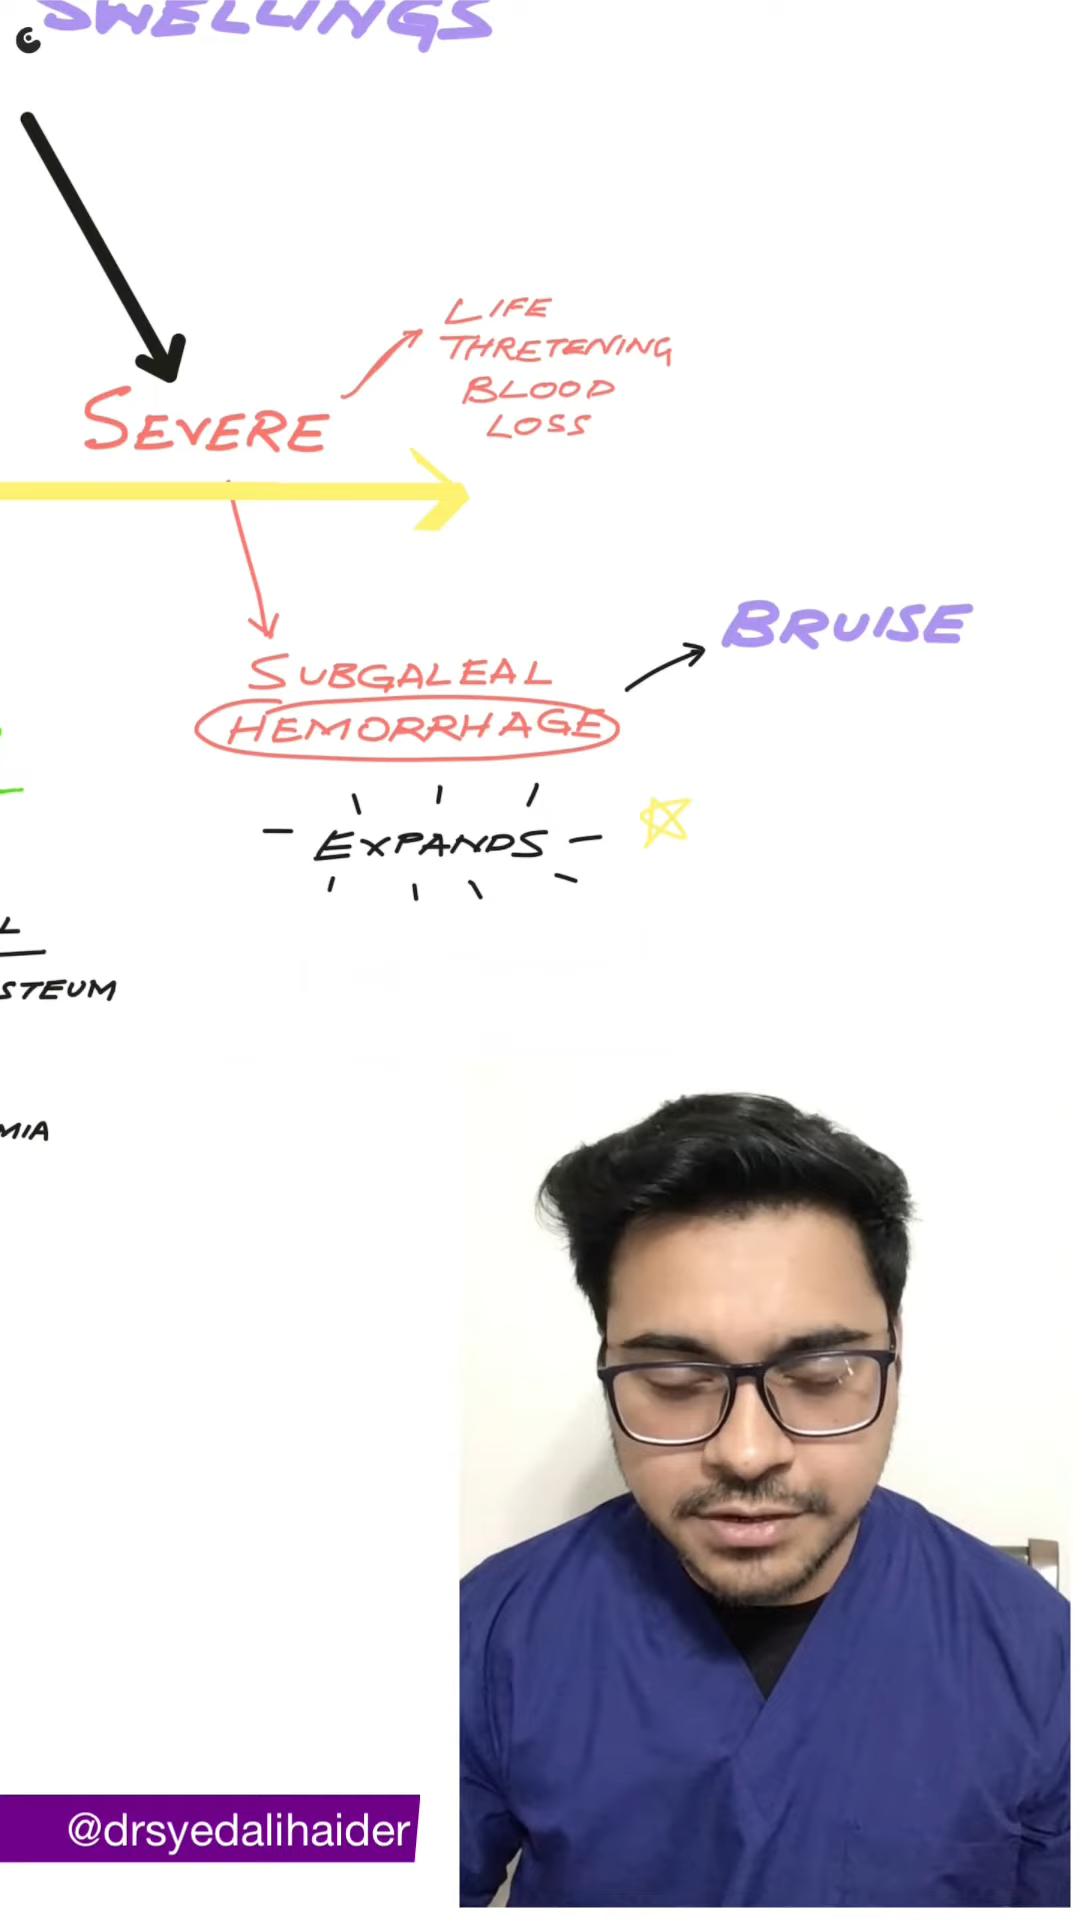 SWELLINGS
LIFE
THRETENING
BLOOD
LOSS
SEVERE
BRUISE
SUBGALEAL
HEMORRHAGE
EXPANDS
L
STEUM
MIA
@drsyedalihaider